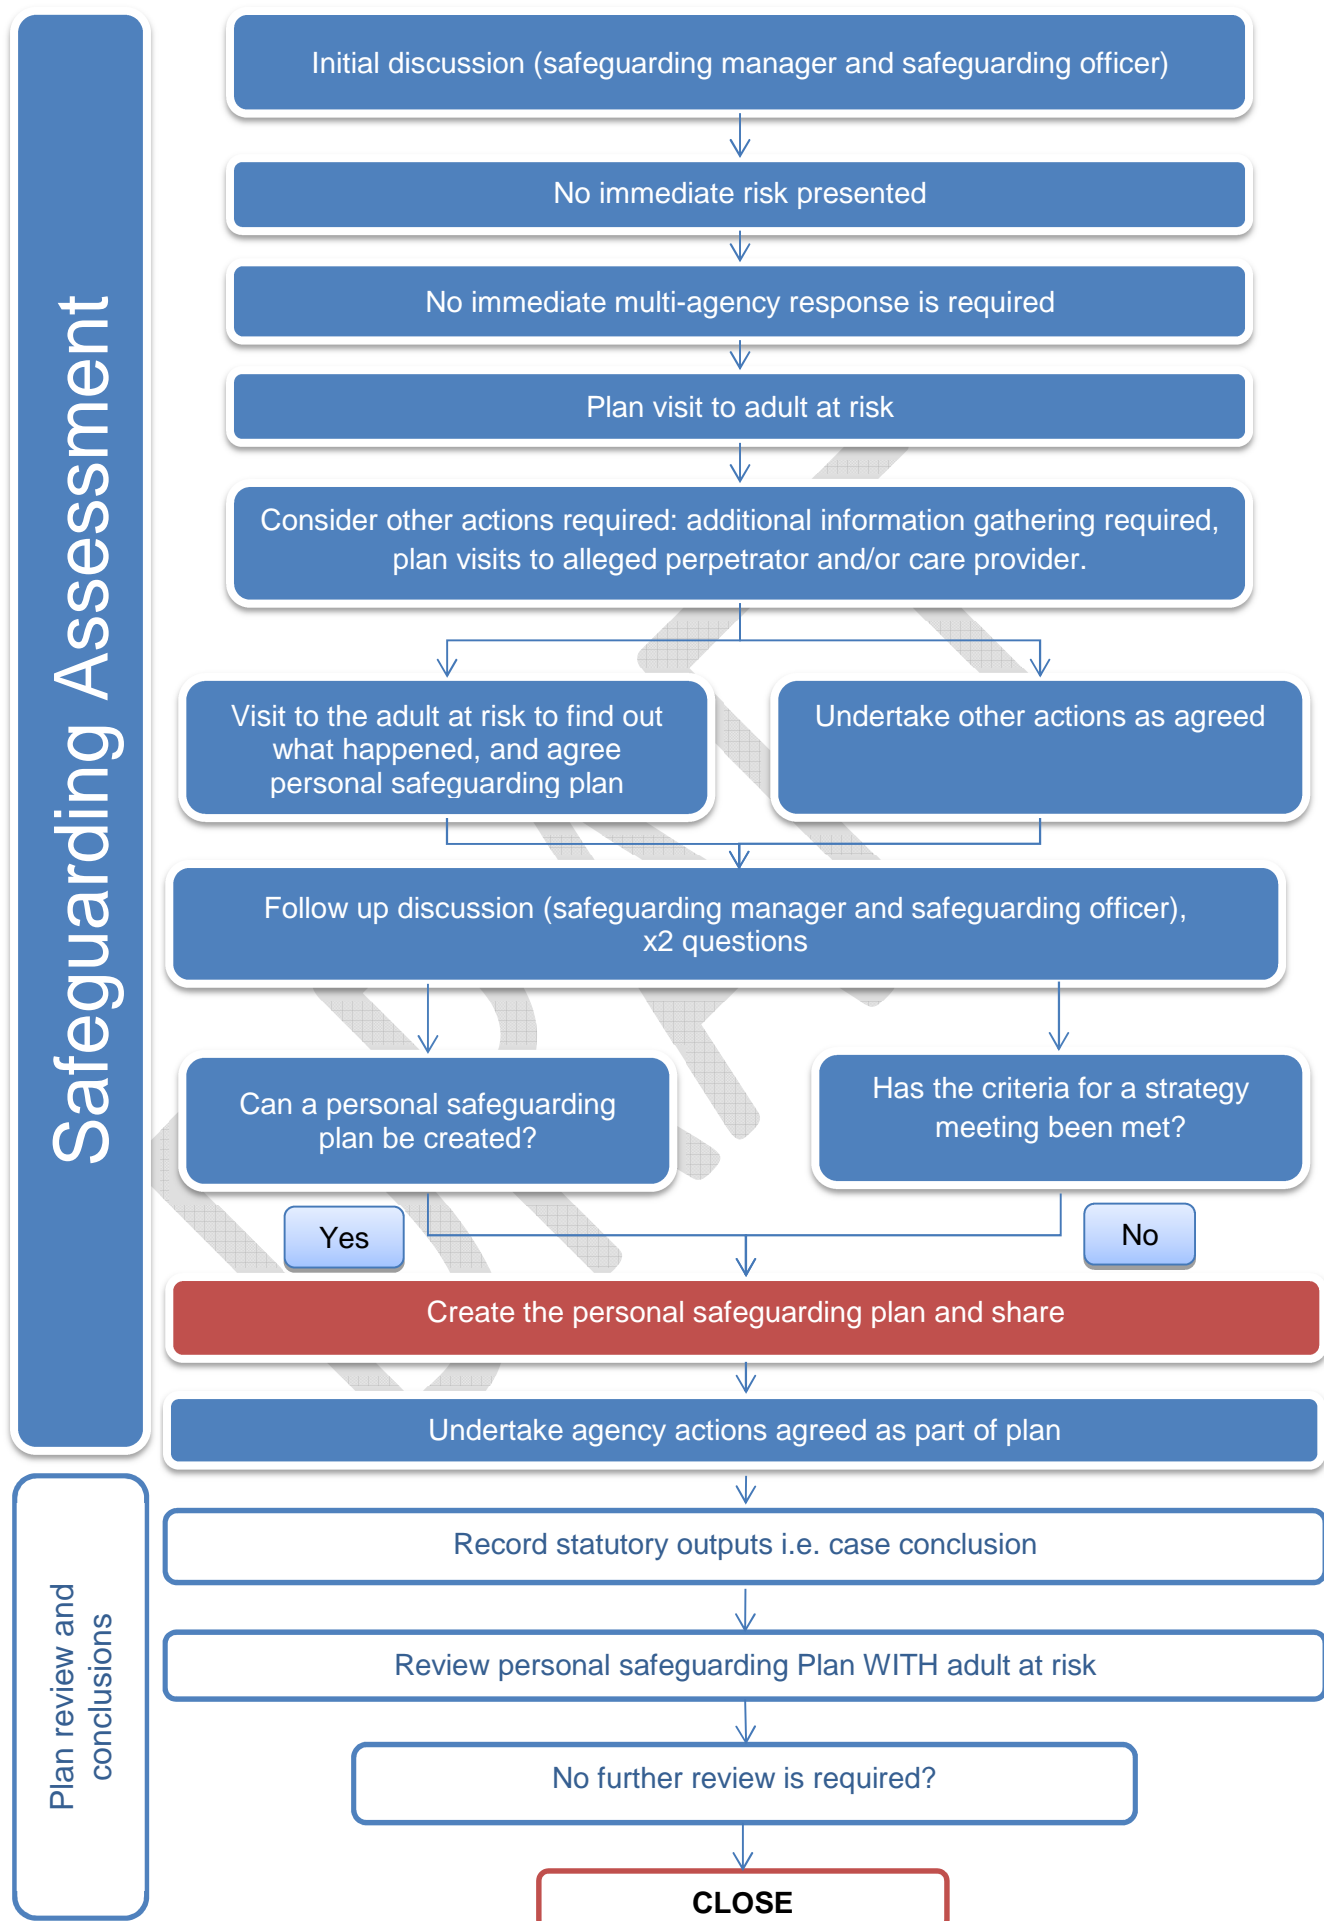 Safeguarding Assessment
Initial discussion (safeguarding manager and safeguarding officer)
No immediate risk presented
No immediate multi-agency response is required
Plan visit to adult at risk
Consider other actions required: additional information gathering required,
plan visits to alleged perpetrator and/or care provider.
Visit to the adult at risk to find out
what happened, and agree
personal safeguarding plan
Undertake other actions as agreed
Follow up discussion (safeguarding manager and safeguarding officer),
x2 questions
Can a personal safeguarding
plan be created?
Has the criteria for a strategy
meeting been met?
Yes
No
Create the personal safeguarding plan and share
Undertake agency actions agreed as part of plan
Plan review and
conclusions
Record statutory outputs i.e. case conclusion
Review personal safeguarding Plan WITH adult at risk
No further review is required?
CLOSE
DRAFT